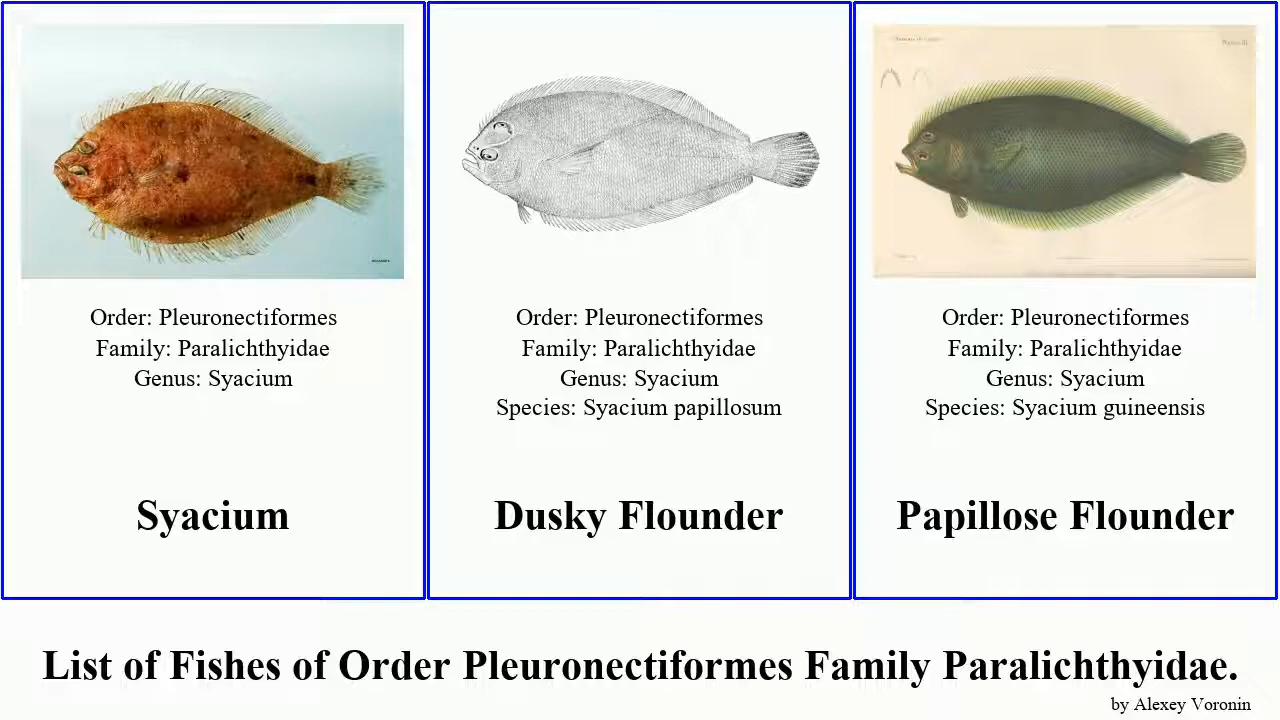 Order: Pleuronectiformes
Family: Paralichthyidae
Genus: Syacium
Syacium
Order: Pleuronectiformes
Family: Paralichthyidae
Genus: Syacium
Species: Syacium papillosum
Dusky Flounder
Order: Pleuronectiformes
Family: Paralichthyidae
Genus: Syacium
Species: Syacium guineensis
Papillose Flounder
List of Fishes of Order Pleuronectiformes Family Paralichthyidae.
by Alexey Voronin